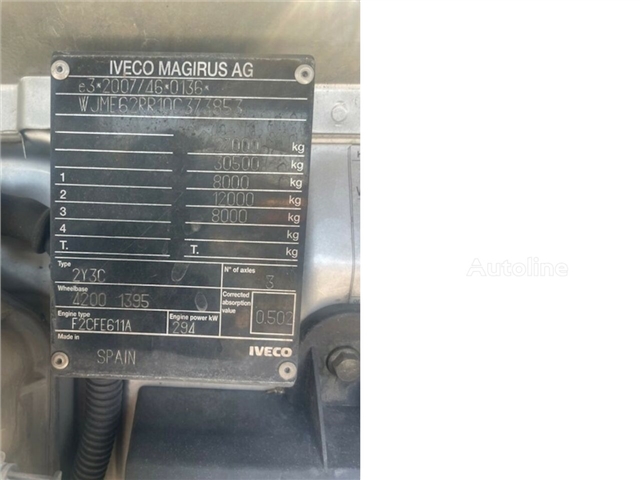 IVECO MAGIRUS AG
e3*2007/46*0136*
kg
30500 kg
1 8000 kg
2 12000 kg
3 8000 kg
4 kg
T. T. kg
Type 2Y3C N° of axles 3
Wheelbase 4200 1395 Corrected absorption value 0.502
Engine type F2CFE611A Engine power kW 294
Made in SPAIN IVECO
Autoline